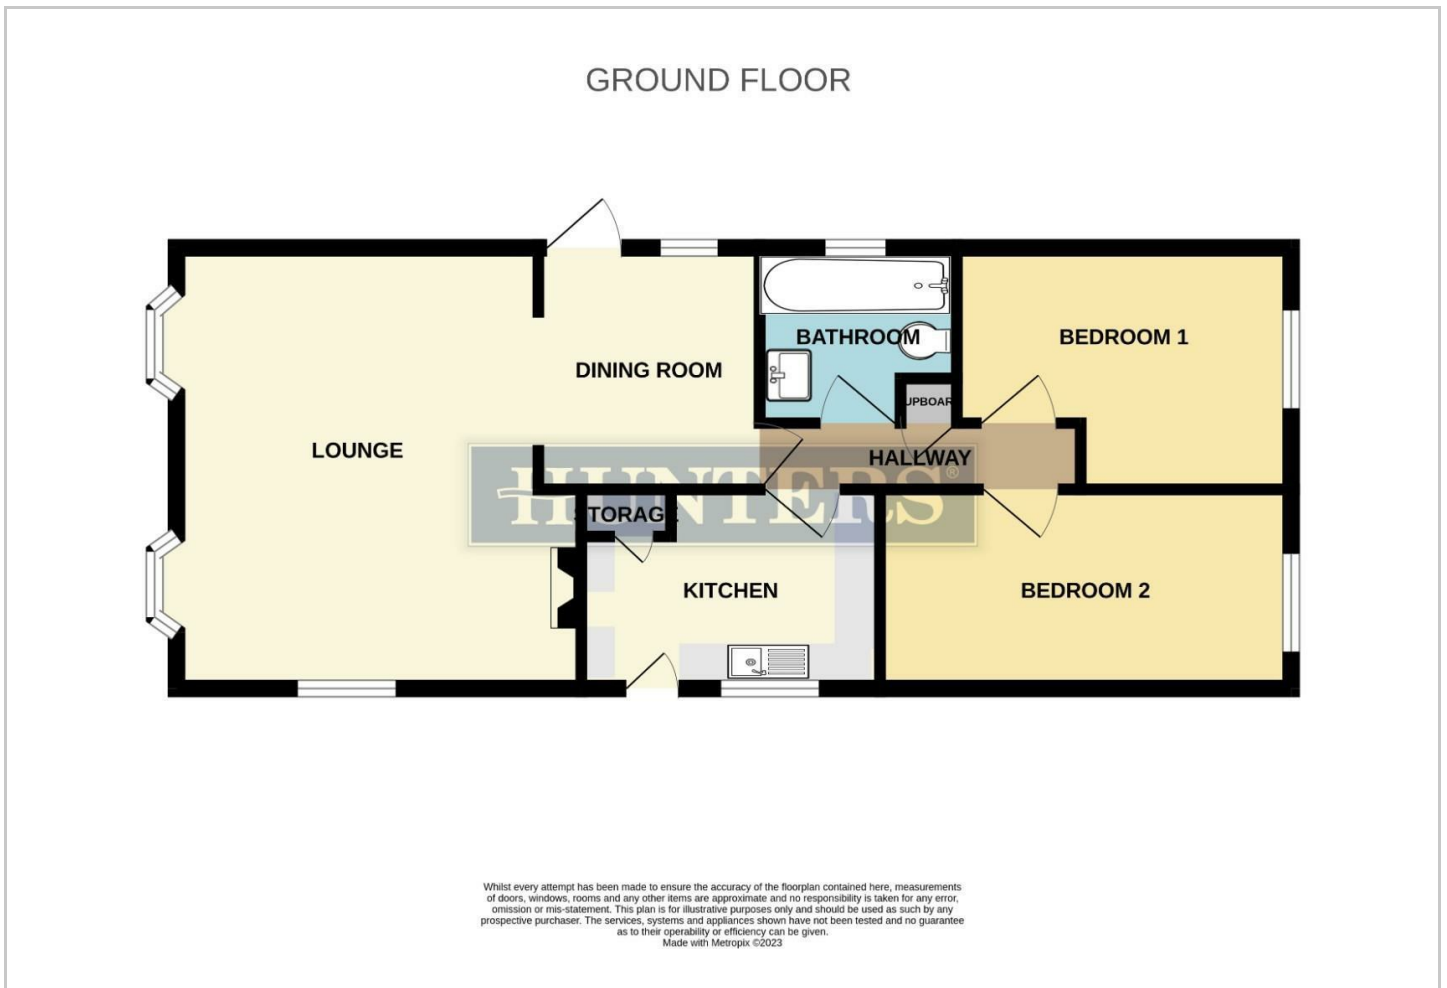 GROUND FLOOR
BATHROOM
BEDROOM 1
DINING ROOM
UPBOAR
LOUNGE
HALLWAY
HUNTERS®
STORAGE
KITCHEN
BEDROOM 2
Whilst every attempt has been made to ensure the accuracy of the floorplan contained here, measurements
of doors, windows, rooms and any other items are approximate and no responsibility is taken for any error,
omission or mis-statement. This plan is for illustrative purposes only and should be used as such by any
prospective purchaser. The services, systems and appliances shown have not been tested and no guarantee
as to their operability or efficiency can be given.
Made with Metropix ©2023